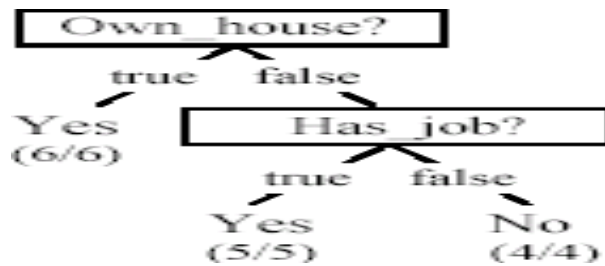 Own_house?
true false
Yes
(6/6)
Has_job?
true false
Yes No
(5/5) (4/4)